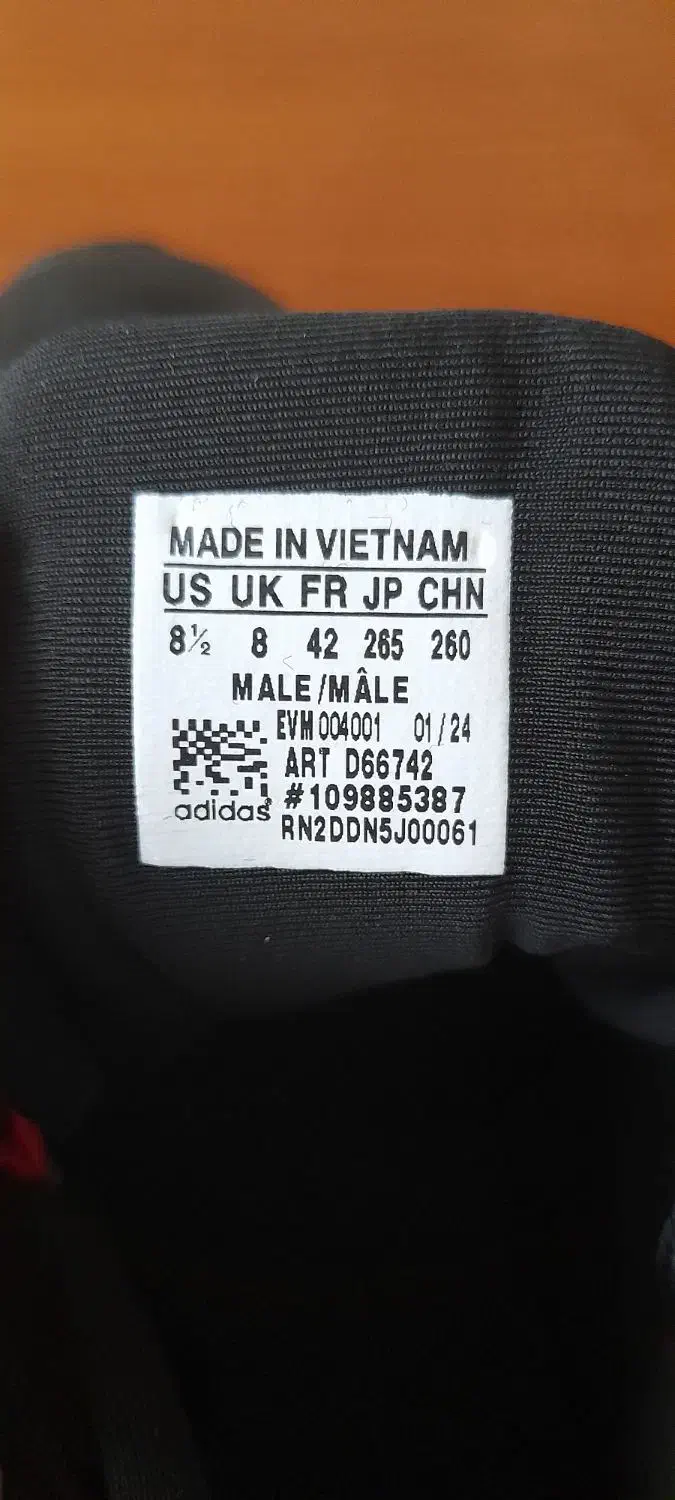 MADE IN VIETNAM
US UK FR JP CHN
8½ 8 42 265 260
MALE/MÂLE
EVM 004001 01/24
ART D66742
#109885387
adidas
RN2DDN5J00061